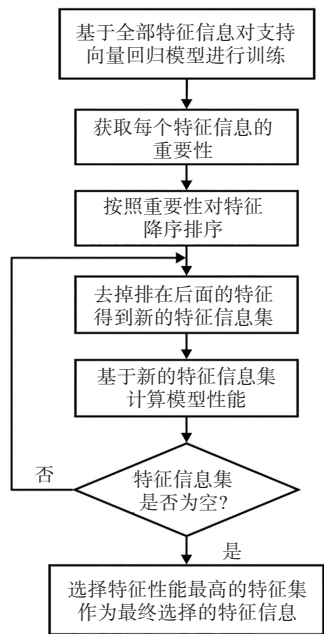 基于全部特征信息对支持
向量回归模型进行训练
获取每个特征信息的
重要性
按照重要性对特征
降序排序
去掉排在后面的特征
得到新的特征信息集
基于新的特征信息集
计算模型性能
否
特征信息集
是否为空?
是
选择特征性能最高的特征集
作为最终选择的特征信息